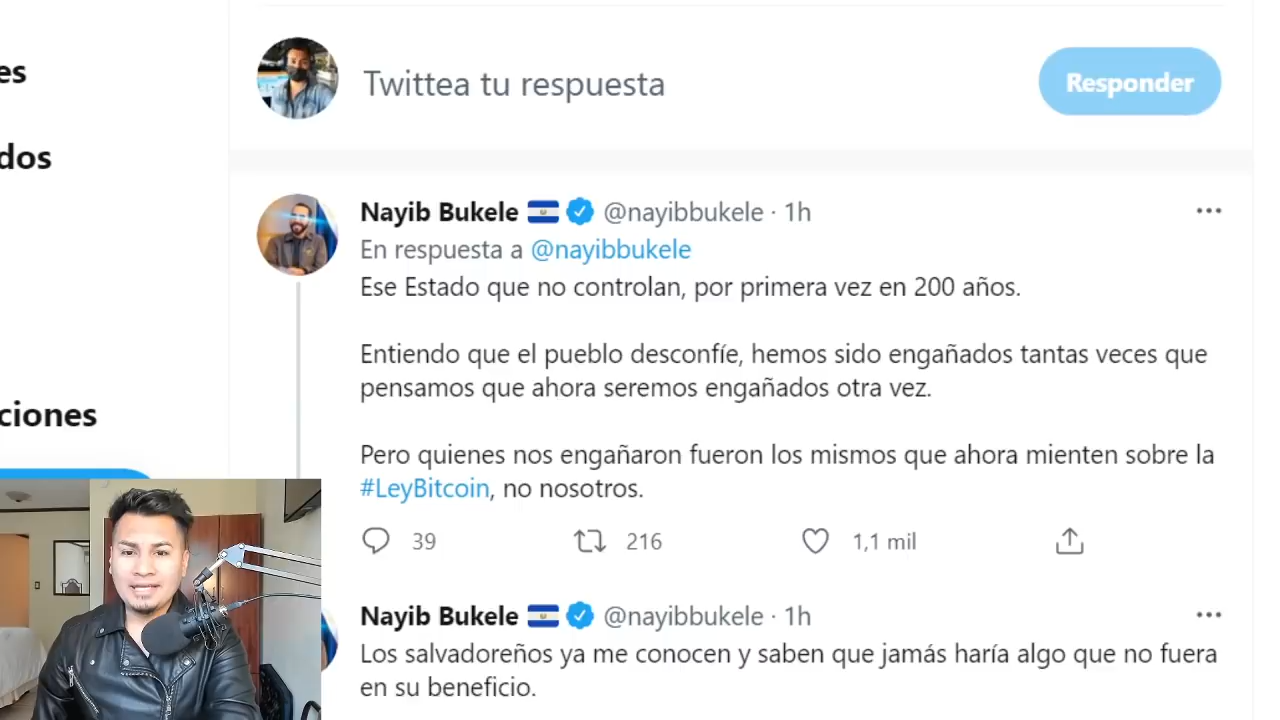 es
dos
ciones
Twittea tu respuesta
Responder
Nayib Bukele @nayibbukele · 1h
En respuesta a @nayibbukele
Ese Estado que no controlan, por primera vez en 200 años.
Entiendo que el pueblo desconfíe, hemos sido engañados tantas veces que
pensamos que ahora seremos engañados otra vez.
Pero quienes nos engañaron fueron los mismos que ahora mienten sobre la
#LeyBitcoin, no nosotros.
39 216 1,1 mil
Nayib Bukele @nayibbukele · 1h
Los salvadoreños ya me conocen y saben que jamás haría algo que no fuera
en su beneficio.